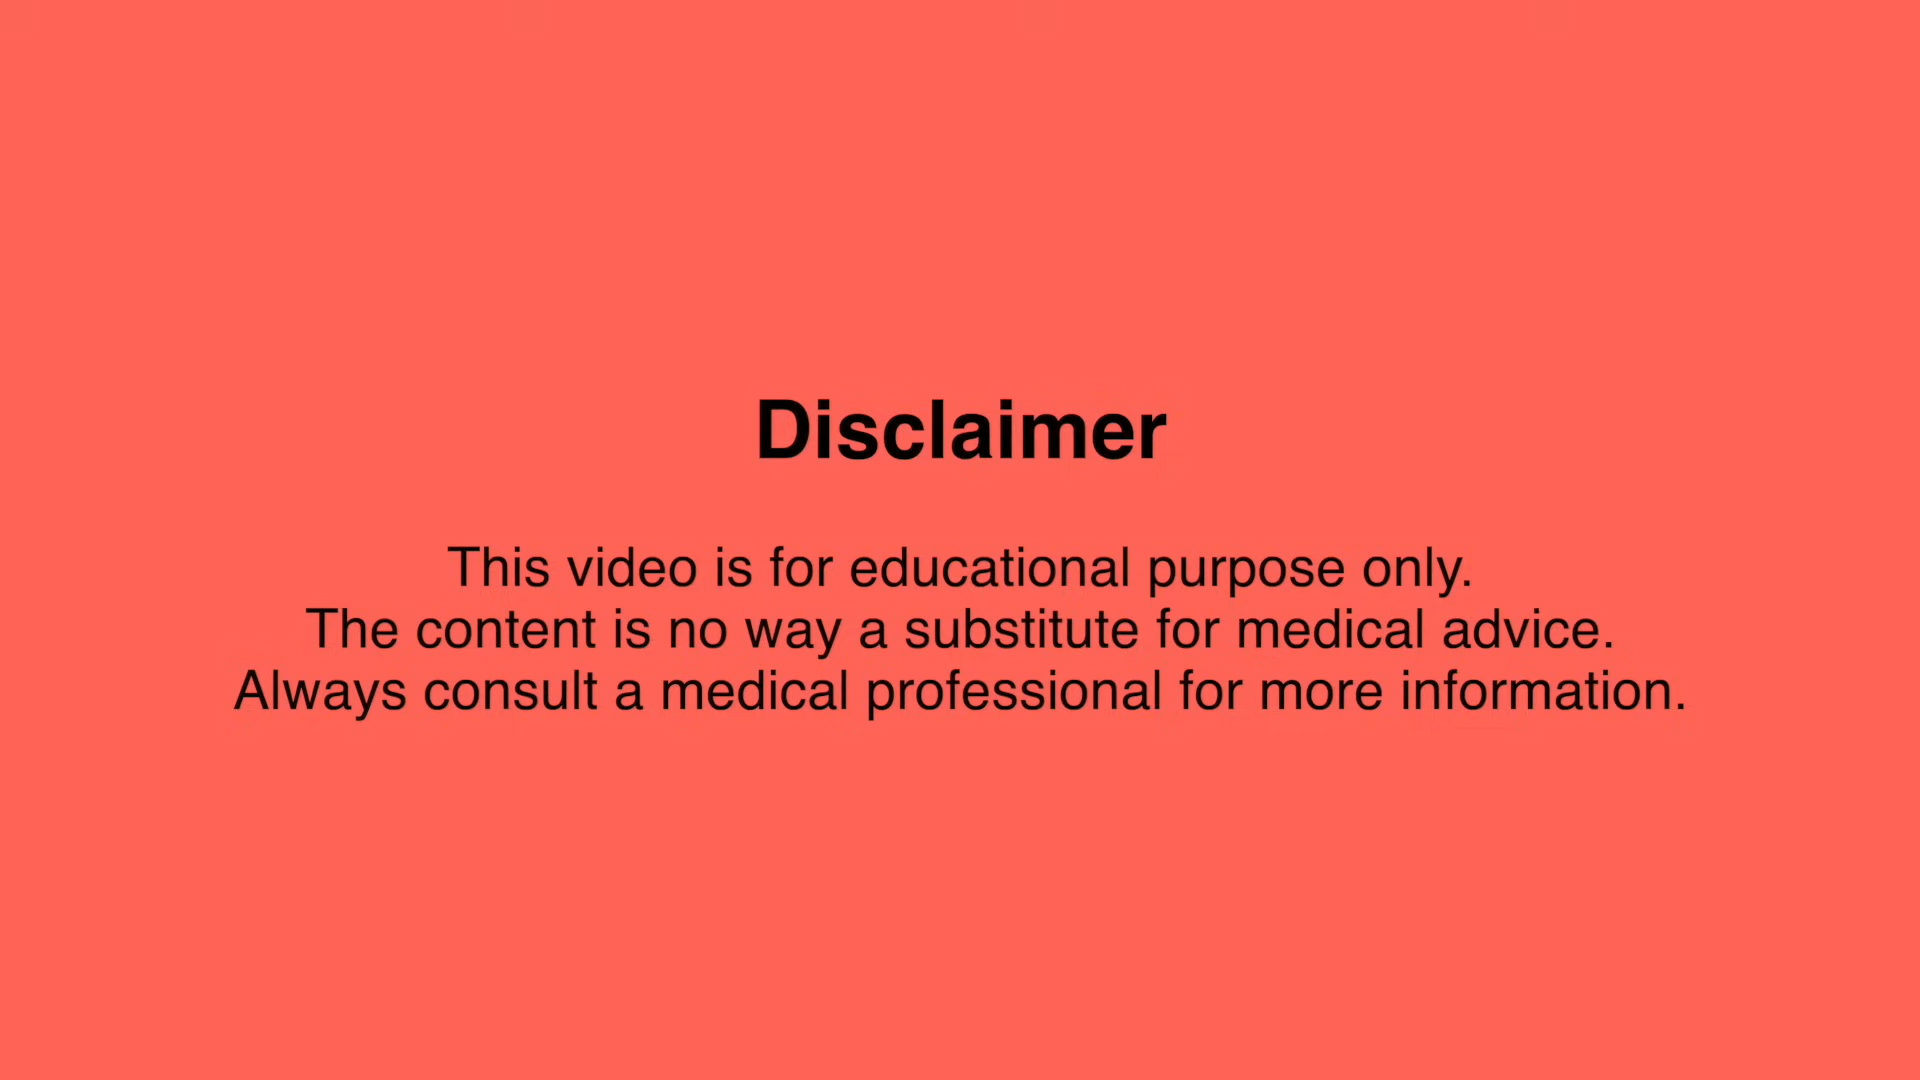 Disclaimer
This video is for educational purpose only.
The content is no way a substitute for medical advice.
Always consult a medical professional for more information.